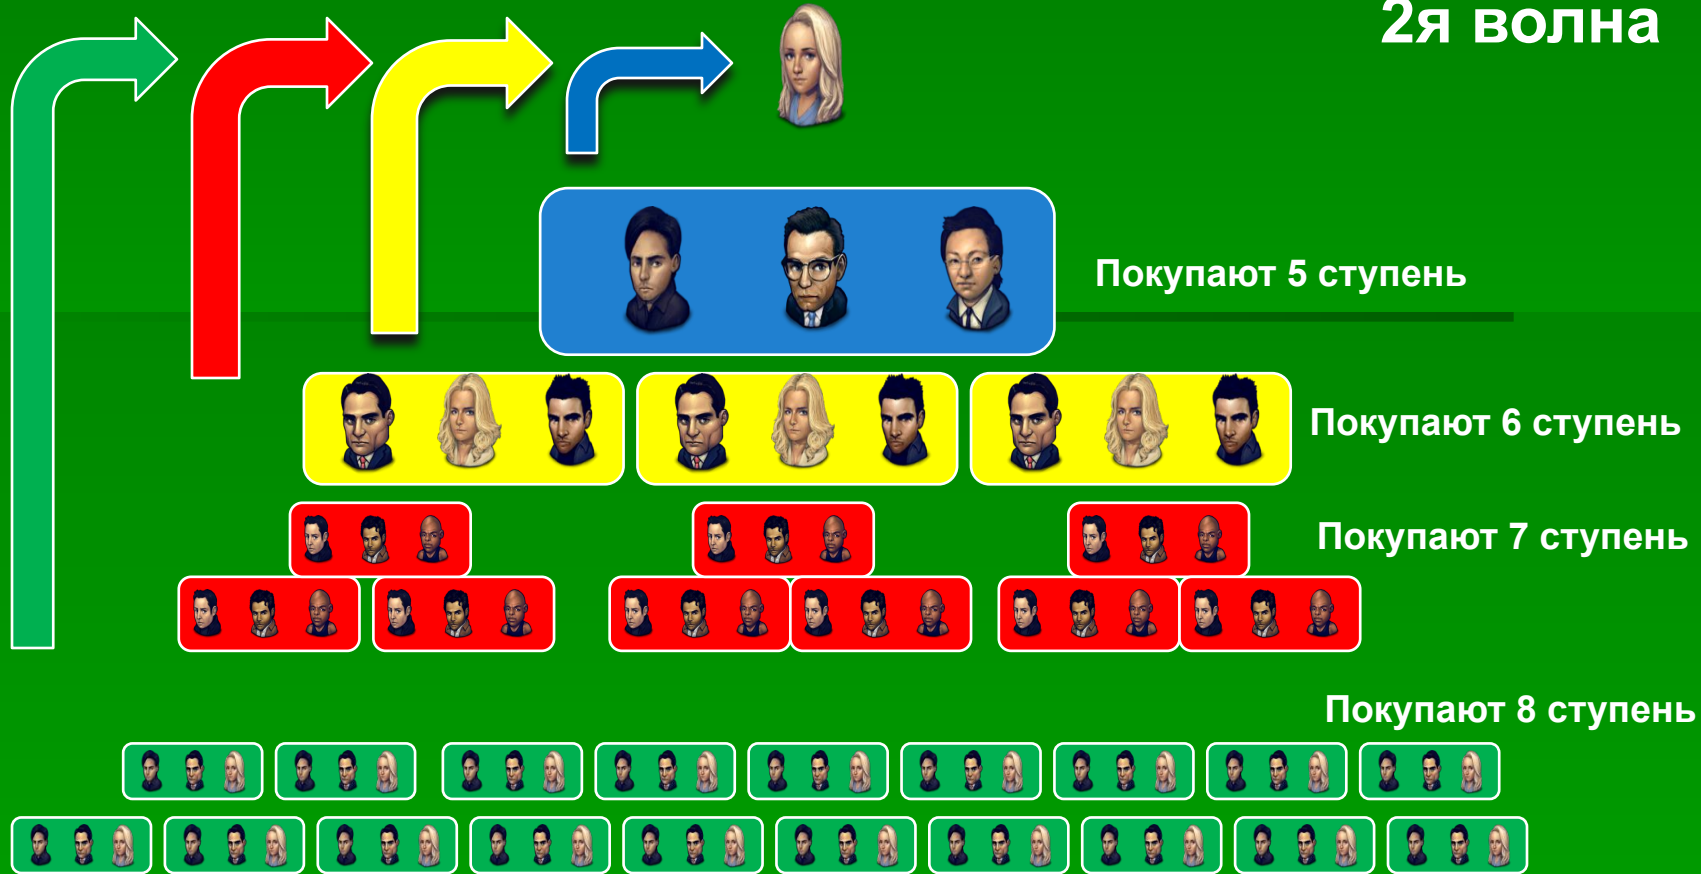 2я волна
Покупают 5 ступень
Покупают 6 ступень
Покупают 7 ступень
Покупают 8 ступень